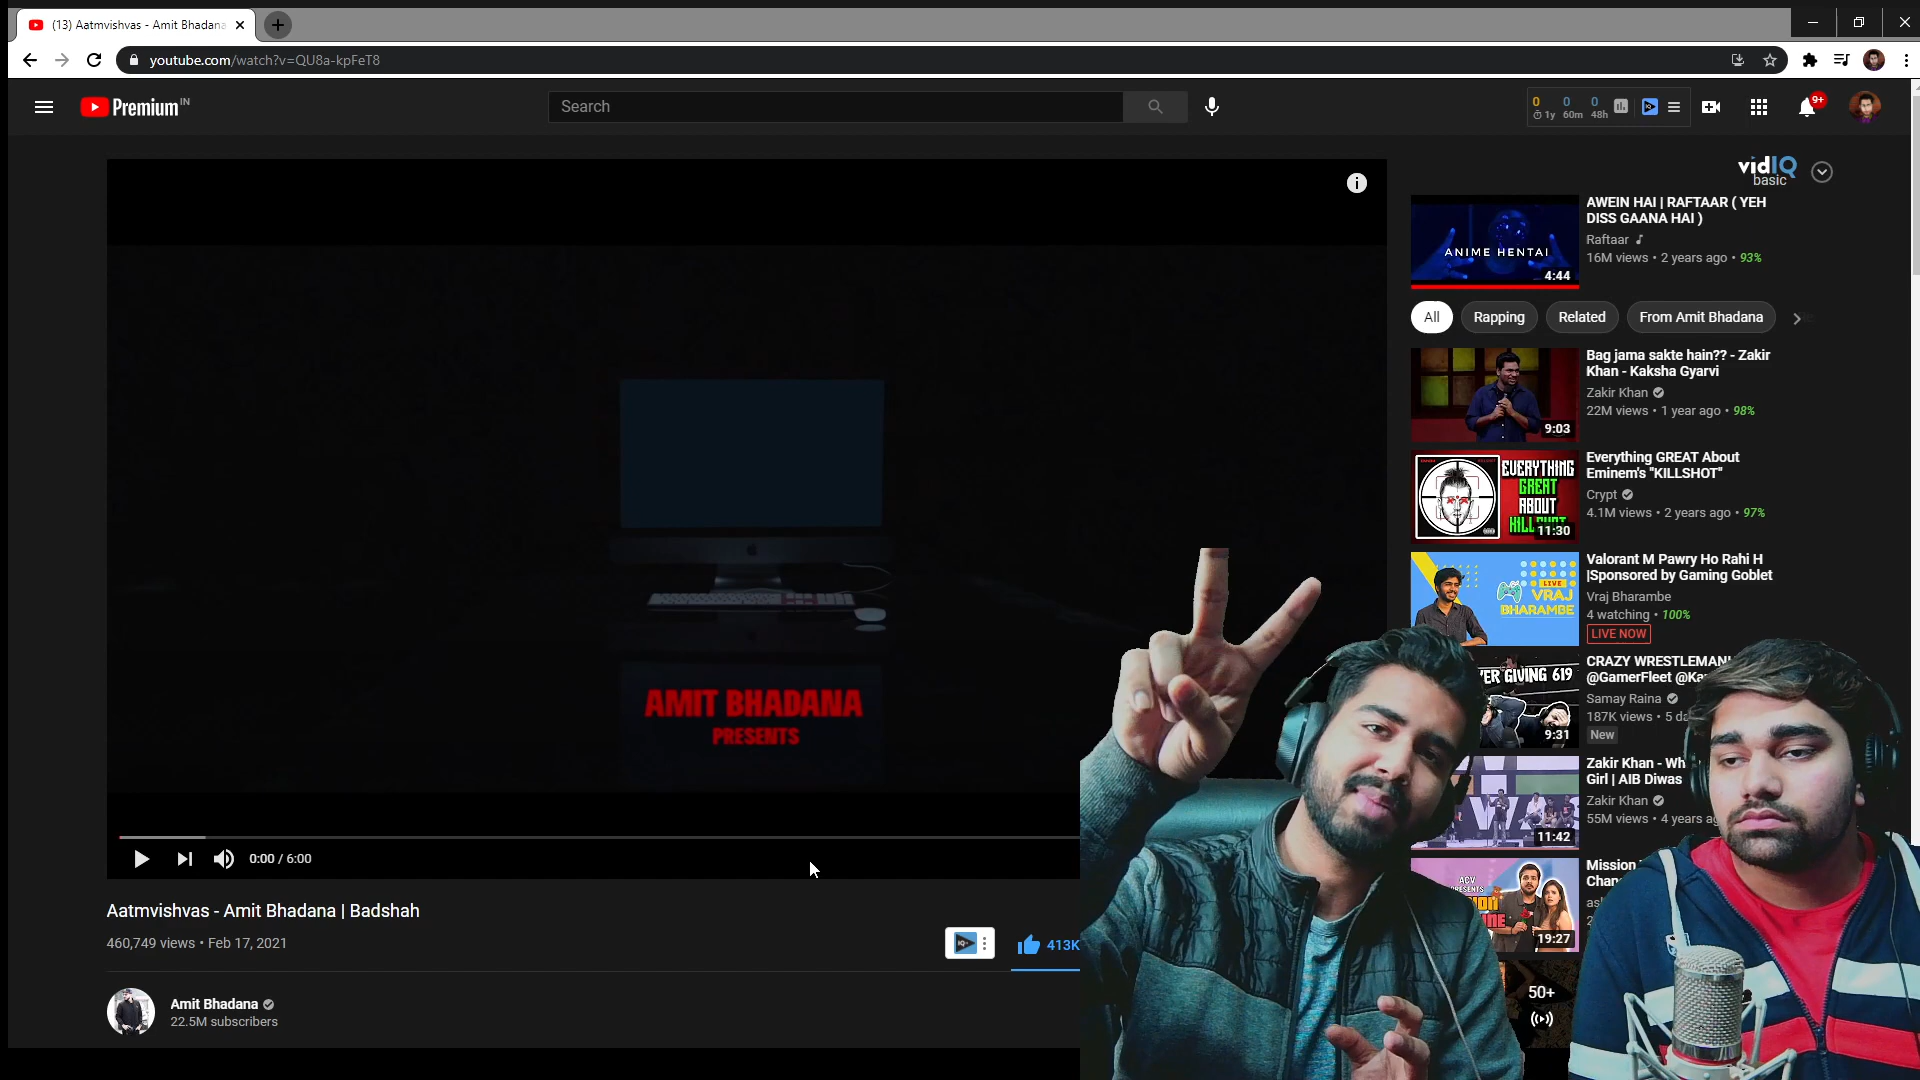 (13) Aatmvishvas - Amit Bhadana
youtube.com/watch?v=QU8a-kpFeT8
Premium IN
Search
0 0 0
1y 60m 48h
9+
vidIQ
basic
AWEIN HAI | RAFTAAR ( YEH
DISS GAANA HAI )
Raftaar
16M views • 2 years ago • 93%
ANIME HENTAI
4:44
All
Rapping
Related
From Amit Bhadana
Bag jama sakte hain?? - Zakir
Khan - Kaksha Gyarvi
Zakir Khan
22M views • 1 year ago • 98%
9:03
Everything GREAT About
Eminem's "KILLSHOT"
Crypt
4.1M views • 2 years ago • 97%
EVERYTHING
GREAT
ABOUT
11:30
Valorant M Pawry Ho Rahi H
|Sponsored by Gaming Goblet
Vraj Bharambe
4 watching • 100%
LIVE NOW
LIVE
VRAJ
BHARAMBE
CRAZY
@GamerFleet
Samay Raina
187K views • 5
New
GIVING 619
9:31
Zakir Khan -
Girl | AIB Diwas
Zakir Khan
55M views • 4 years
11:42
Mission
ACV
PRESENTS
19:27
50+
AMIT BHADANA
PRESENTS
0:00 / 6:00
Aatmvishvas - Amit Bhadana | Badshah
460,749 views • Feb 17, 2021
413K
Amit Bhadana
22.5M subscribers